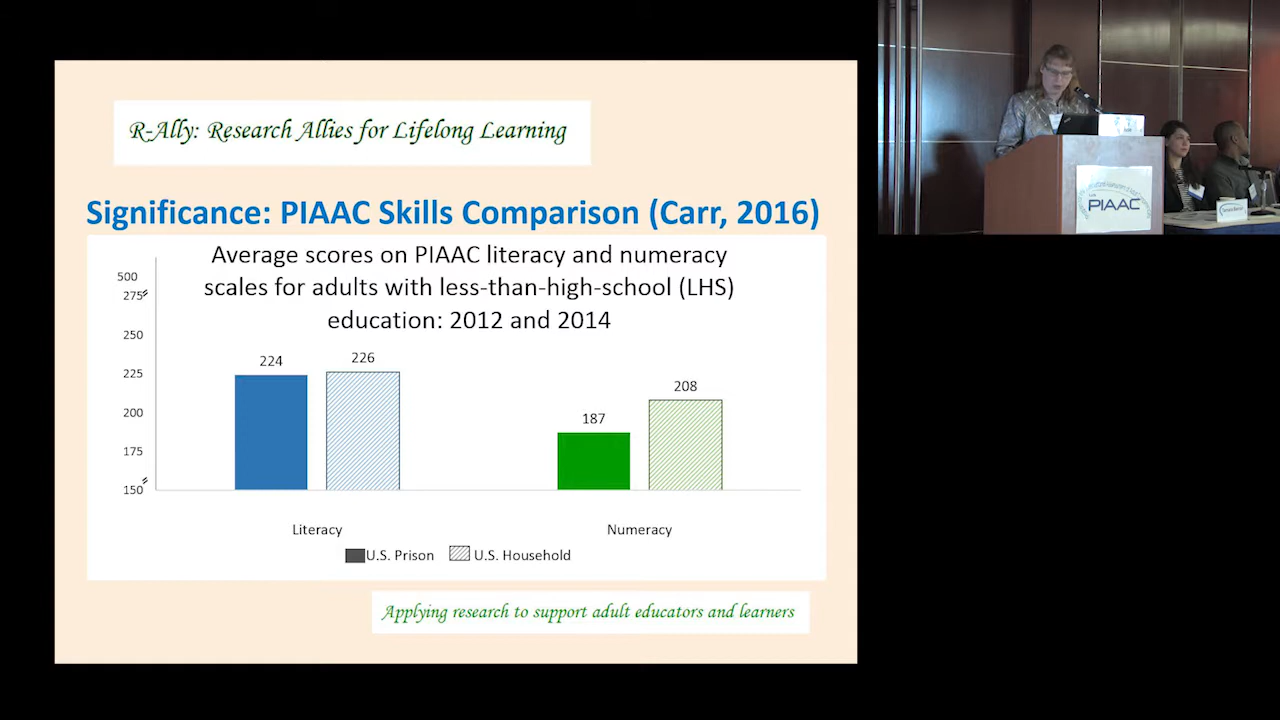 R-Ally: Research Allies for Lifelong Learning
Significance: PIAAC Skills Comparison (Carr, 2016)
Average scores on PIAAC literacy and numeracy
scales for adults with less-than-high-school (LHS)
education: 2012 and 2014
500
275
250
225
200
175
150
224
226
187
208
Literacy
Numeracy
U.S. Prison
U.S. Household
Applying research to support adult educators and learners
PIAAC